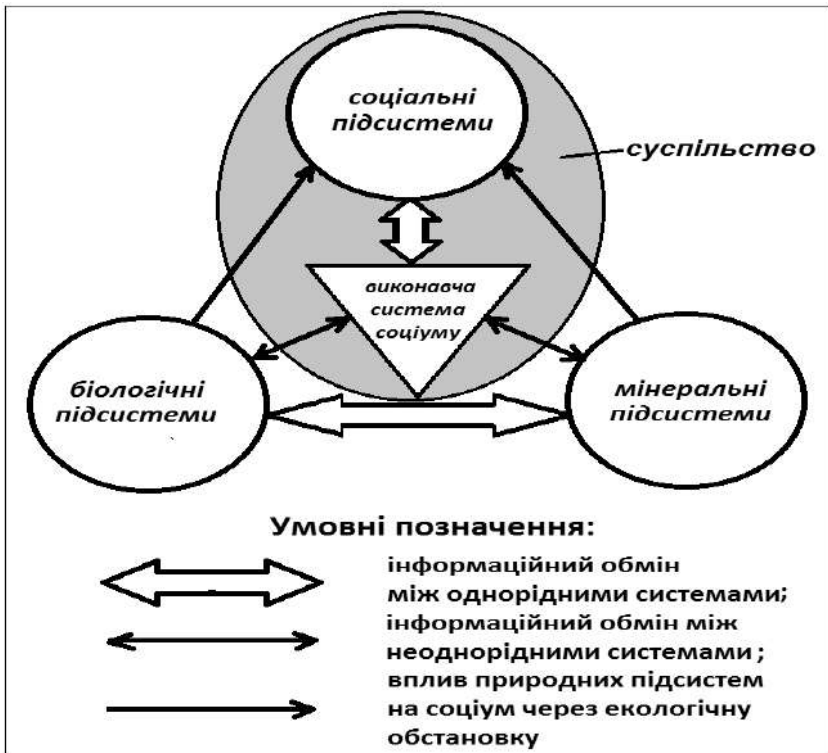 соціальні
підсистеми
суспільство
виконавча
система
соціуму
біологічні
підсистеми
мінеральні
підсистеми
Умовні позначення:
інформаційний обмін
між однорідними системами;
інформаційний обмін між
неоднорідними системами ;
вплив природних підсистем
на соціум через екологічну
обстановку